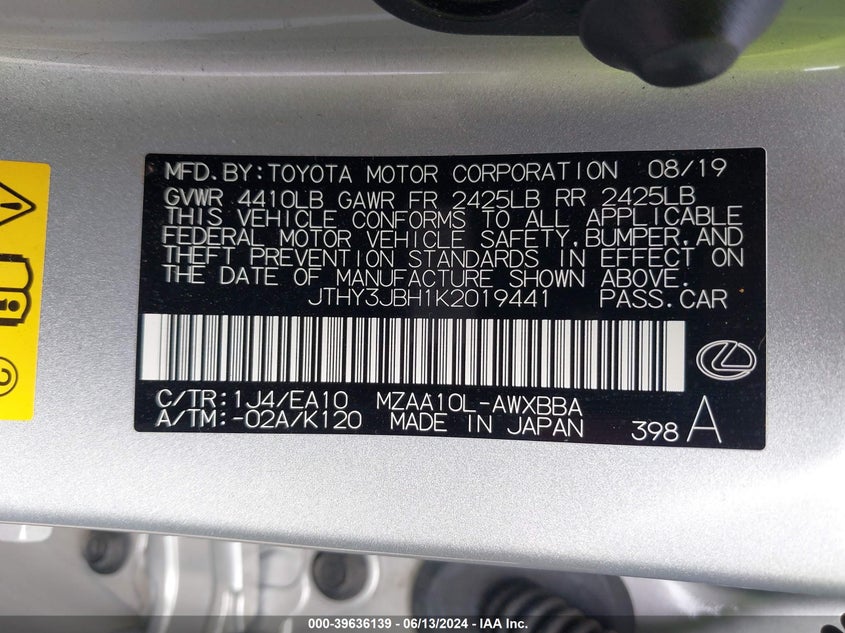 MFD.BY:TOYOTA MOTOR CORPORATION 08/19
GVWR 4410LB GAWR FR 2425LB RR 2425LB
THIS VEHICLE CONFORMS TO ALL APPLICABLE
FEDERAL MOTOR VEHICLE SAFETY,BUMPER,AND
THEFT PREVENTION STANDARDS IN EFFECT ON
THE DATE OF MANUFACTURE SHOWN ABOVE.
JTHY3JBH1K2019441 PASS.CAR
C/TR:1J4/EA10 MZAA10L-AWXBBA
A/TM:-02A/K120 MADE IN JAPAN 398 A
000-39636139 - 06/13/2024 - IAA Inc.